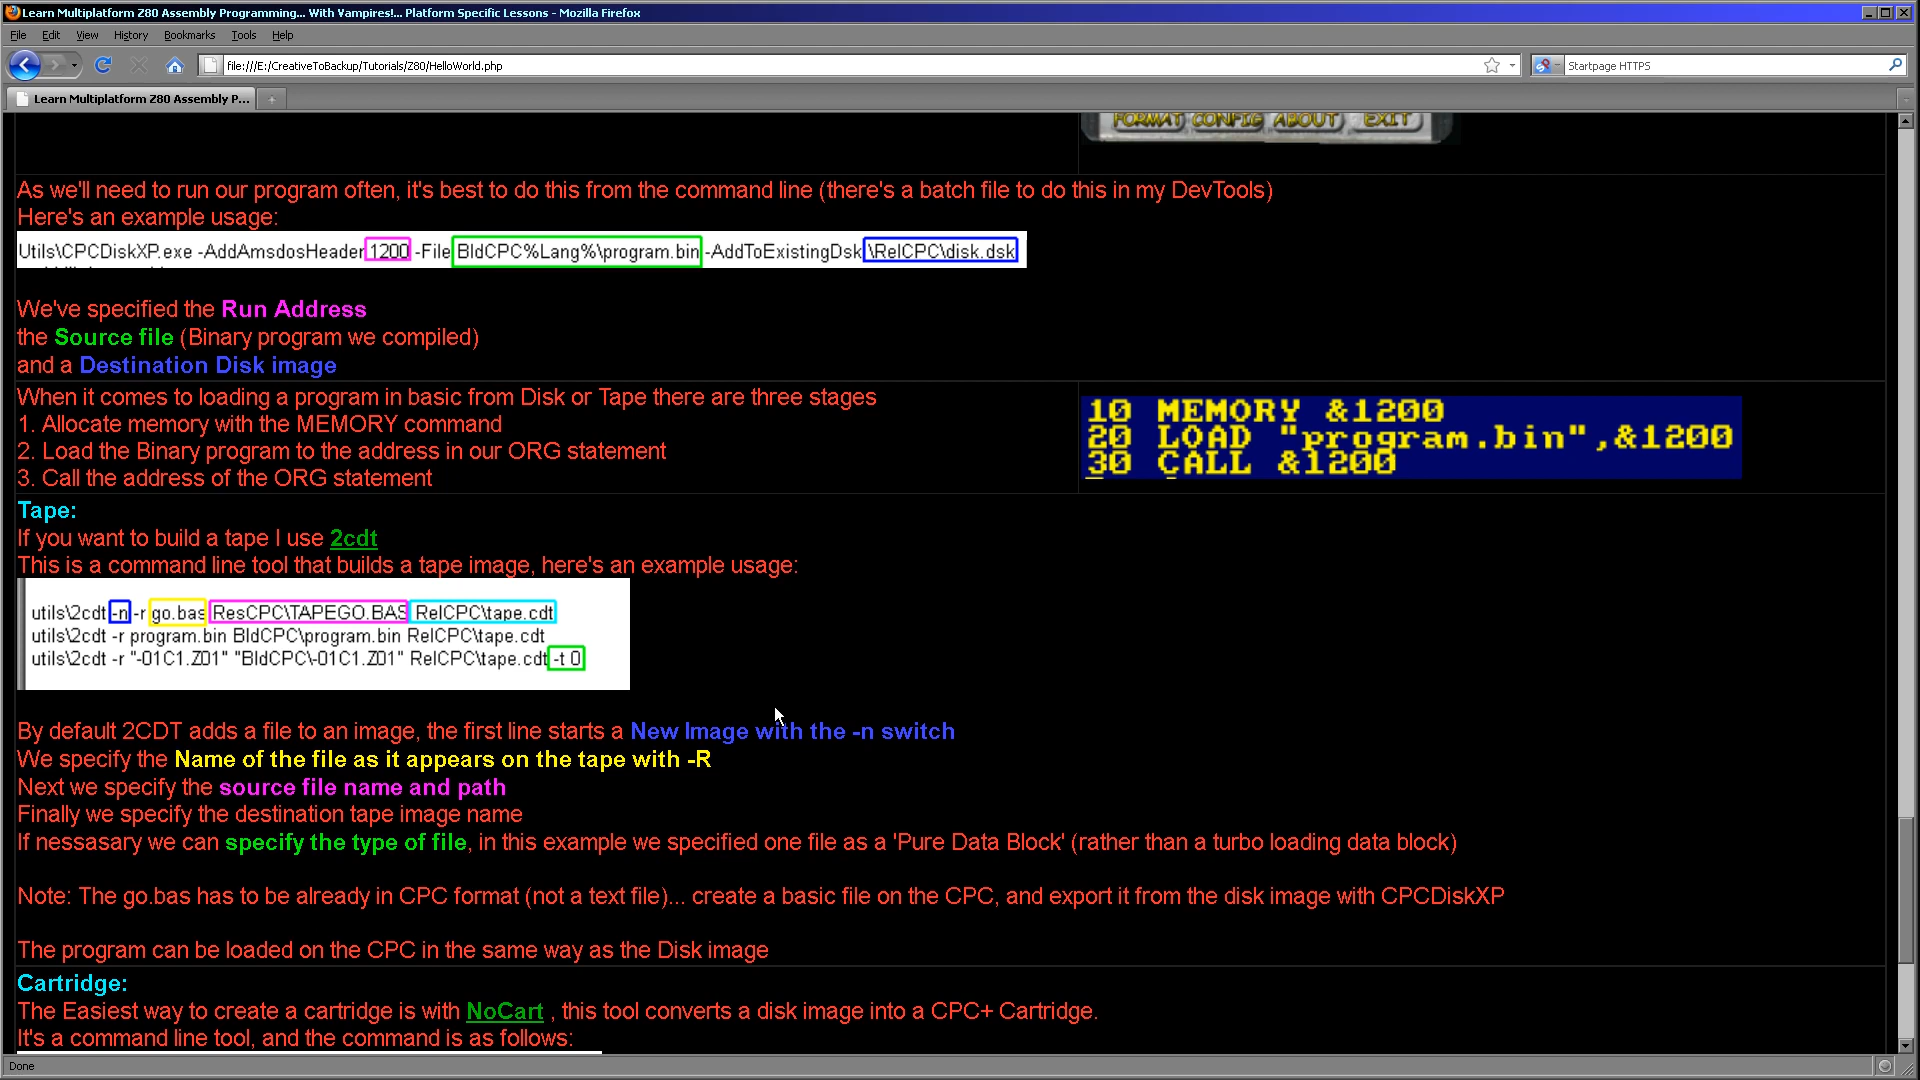 Learn Multiplatform Z80 Assembly Programming... With Vampires!... Platform Specific Lessons - Mozilla Firefox
File Edit View History Bookmarks Tools Help
file:///E:/CreativeToBackup/Tutorials/Z80/HelloWorld.php
Startpage HTTPS
Learn Multiplatform Z80 Assembly P...
FORMAT CONFIG ABOUT EXIT
As we'll need to run our program often, it's best to do this from the command line (there's a batch file to do this in my DevTools)
Here's an example usage:
Utils\CPCDiskXP.exe -AddAmsdosHeader 1200 -File BldCPC%Lang%\program.bin -AddToExistingDsk \RelCPC\disk.dsk
We've specified the Run Address
the Source file (Binary program we compiled)
and a Destination Disk image
When it comes to loading a program in basic from Disk or Tape there are three stages
1. Allocate memory with the MEMORY command
2. Load the Binary program to the address in our ORG statement
3. Call the address of the ORG statement
10 MEMORY &1200
20 LOAD "program.bin",&1200
30 CALL &1200
Tape:
If you want to build a tape I use 2cdt
This is a command line tool that builds a tape image, here's an example usage:
utils\2cdt -n -r go.bas ResCPC\TAPEGO.BAS RelCPC\tape.cdt
utils\2cdt -r program.bin BldCPC\program.bin RelCPC\tape.cdt
utils\2cdt -r "-01C1.Z01" "BldCPC\-01C1.Z01" RelCPC\tape.cdt -t 0
By default 2CDT adds a file to an image, the first line starts a New Image with the -n switch
We specify the Name of the file as it appears on the tape with -R
Next we specify the source file name and path
Finally we specify the destination tape image name
If nessasary we can specify the type of file, in this example we specified one file as a 'Pure Data Block' (rather than a turbo loading data block)
Note: The go.bas has to be already in CPC format (not a text file)... create a basic file on the CPC, and export it from the disk image with CPCDiskXP
The program can be loaded on the CPC in the same way as the Disk image
Cartridge:
The Easiest way to create a cartridge is with NoCart , this tool converts a disk image into a CPC+ Cartridge.
It's a command line tool, and the command is as follows:
Done